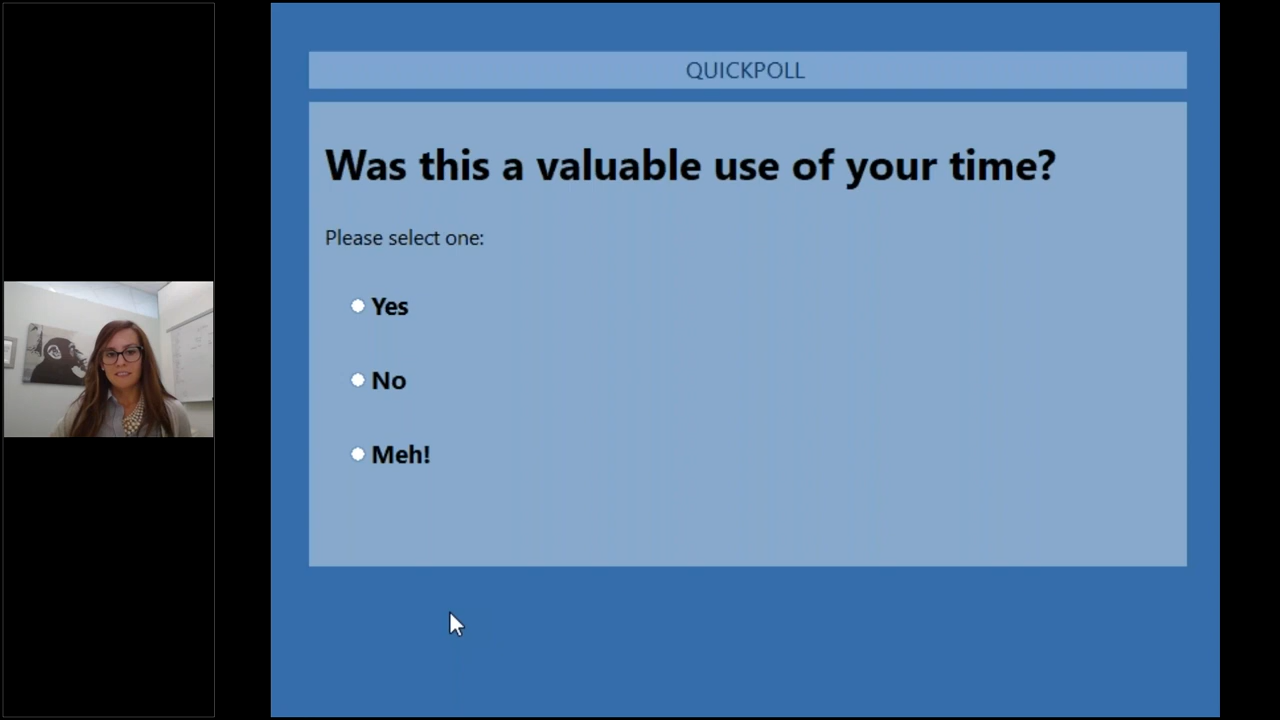 QUICKPOLL
Was this a valuable use of your time?
Please select one:
Yes
No
Meh!